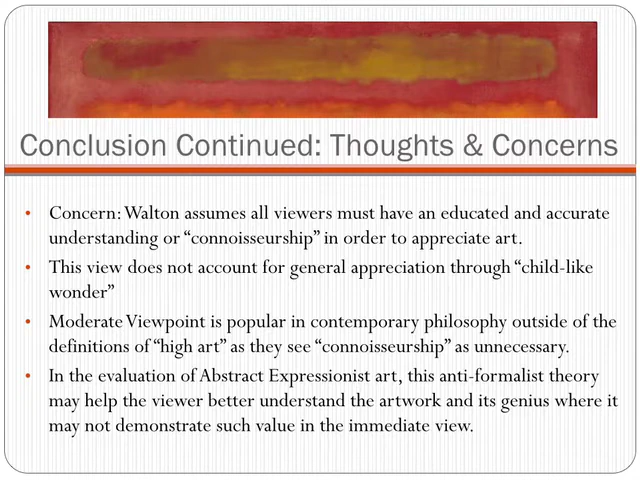 Conclusion Continued: Thoughts & Concerns
• Concern: Walton assumes all viewers must have an educated and accurate
understanding or “connoisseurship” in order to appreciate art.
• This view does not account for general appreciation through “child-like
wonder”
• Moderate Viewpoint is popular in contemporary philosophy outside of the
definitions of “high art” as they see “connoisseurship” as unnecessary.
• In the evaluation of Abstract Expressionist art, this anti-formalist theory
may help the viewer better understand the artwork and its genius where it
may not demonstrate such value in the immediate view.